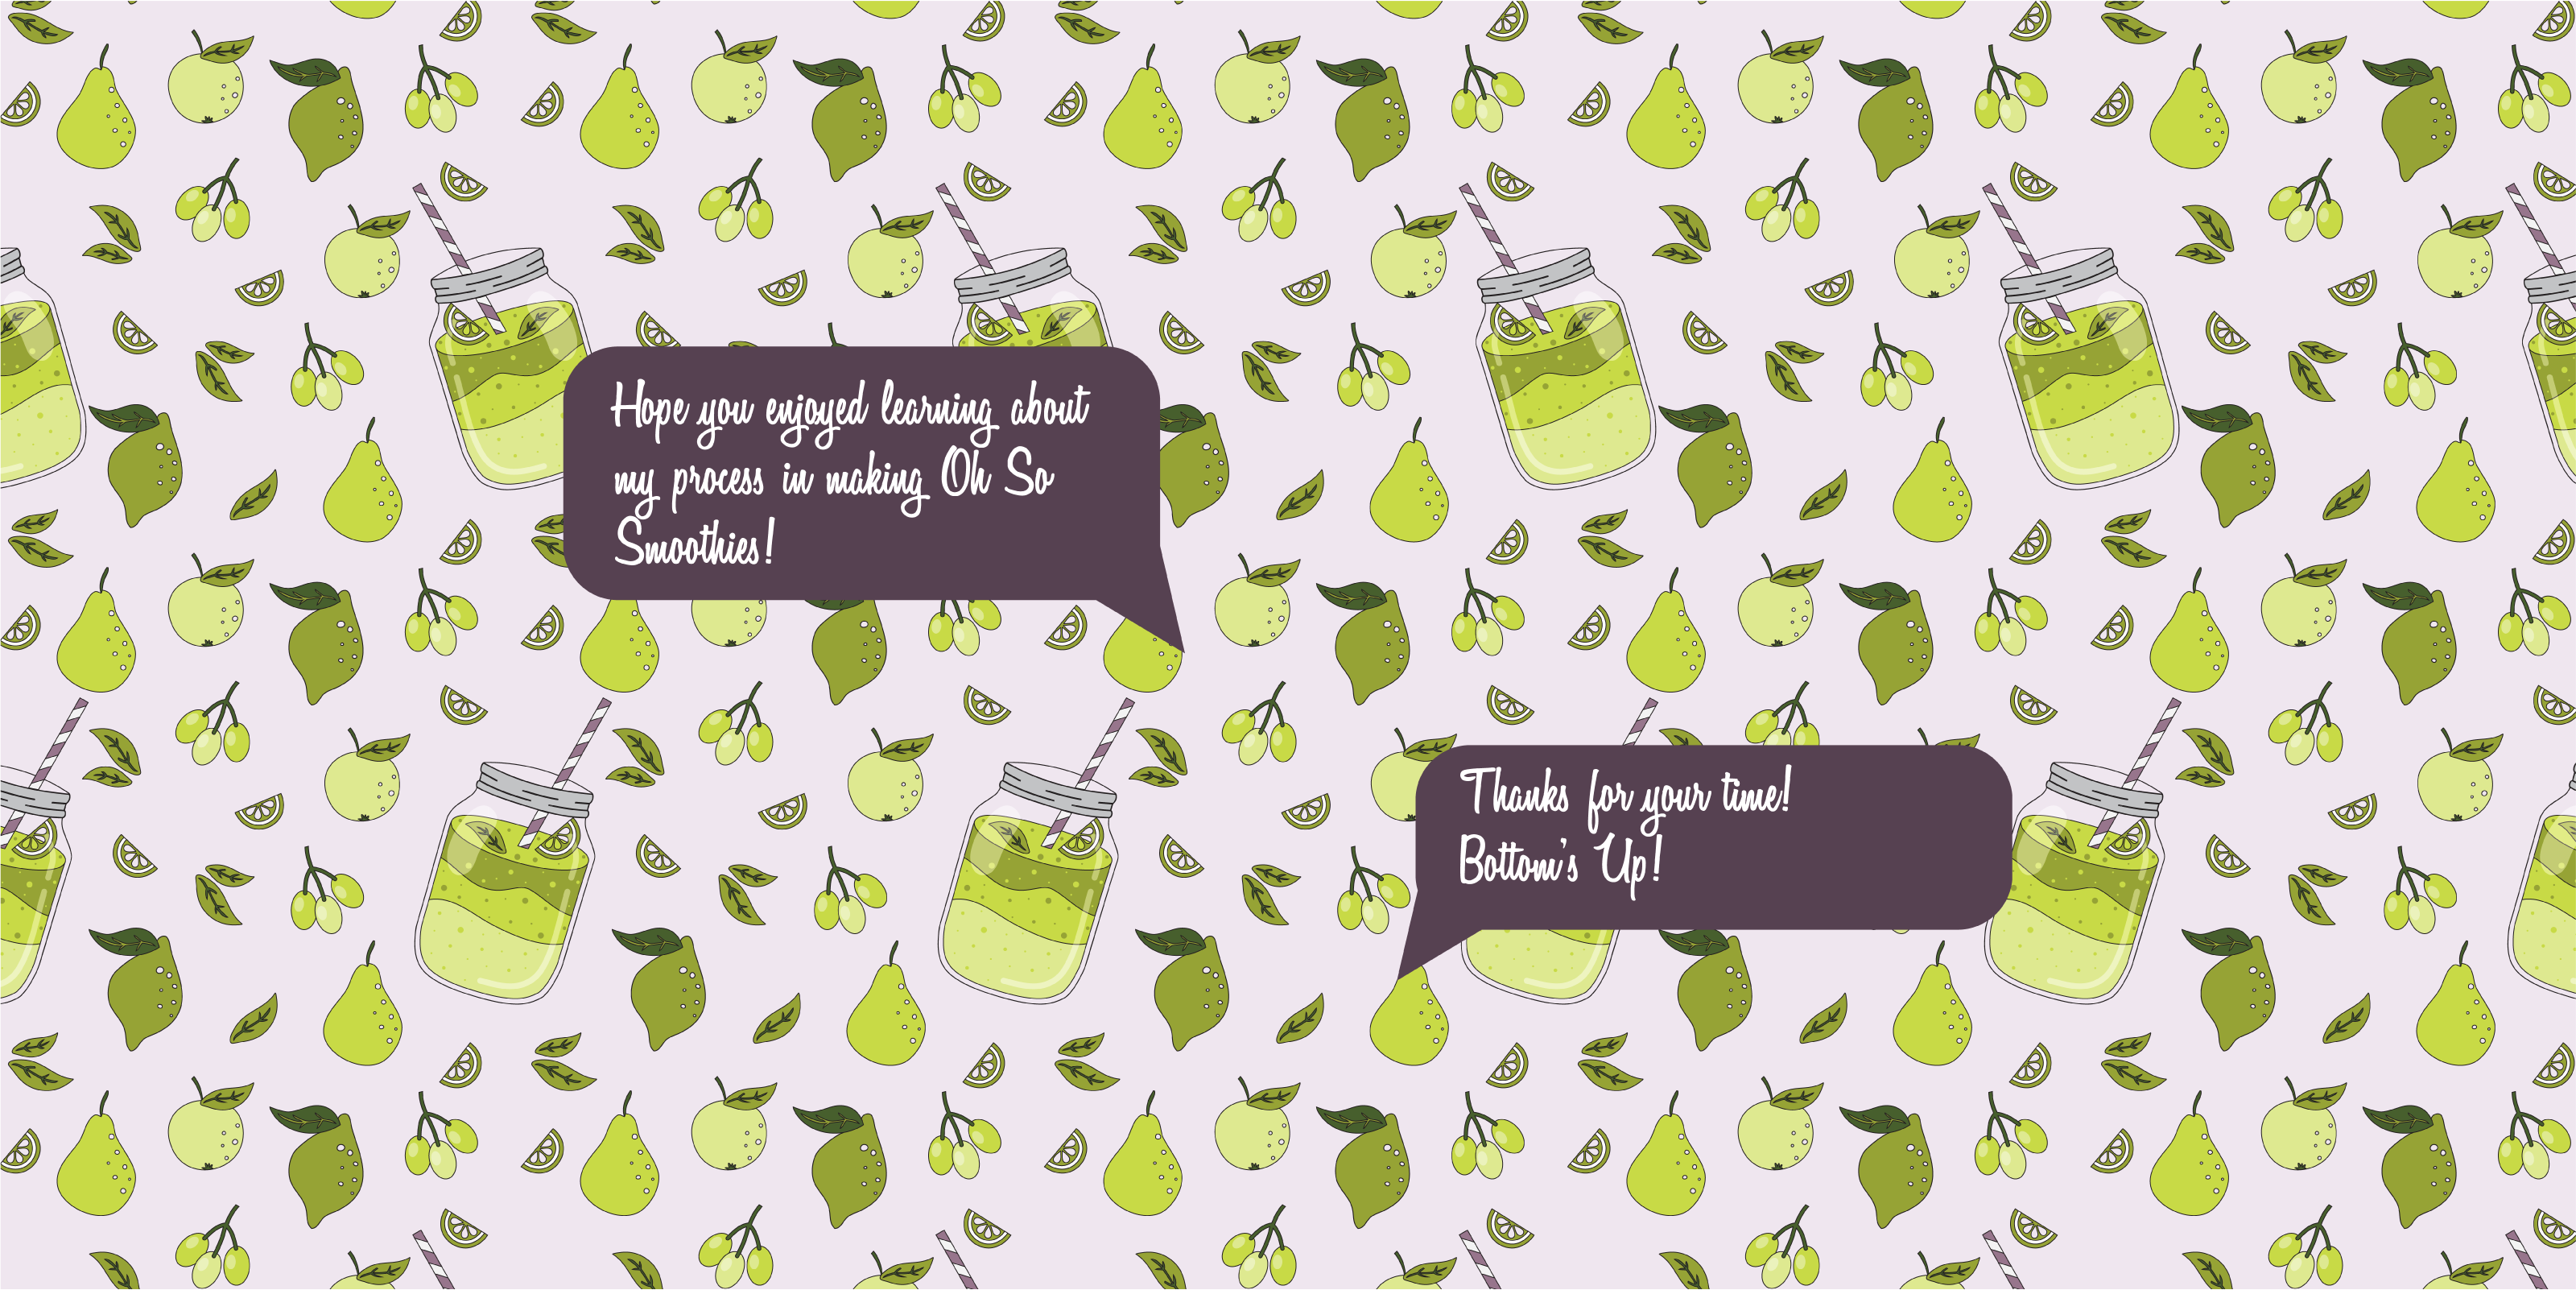 Hope you enjoyed learning about
my process in making Oh So
Smoothies!
Thanks for your time!
Bottom's Up!